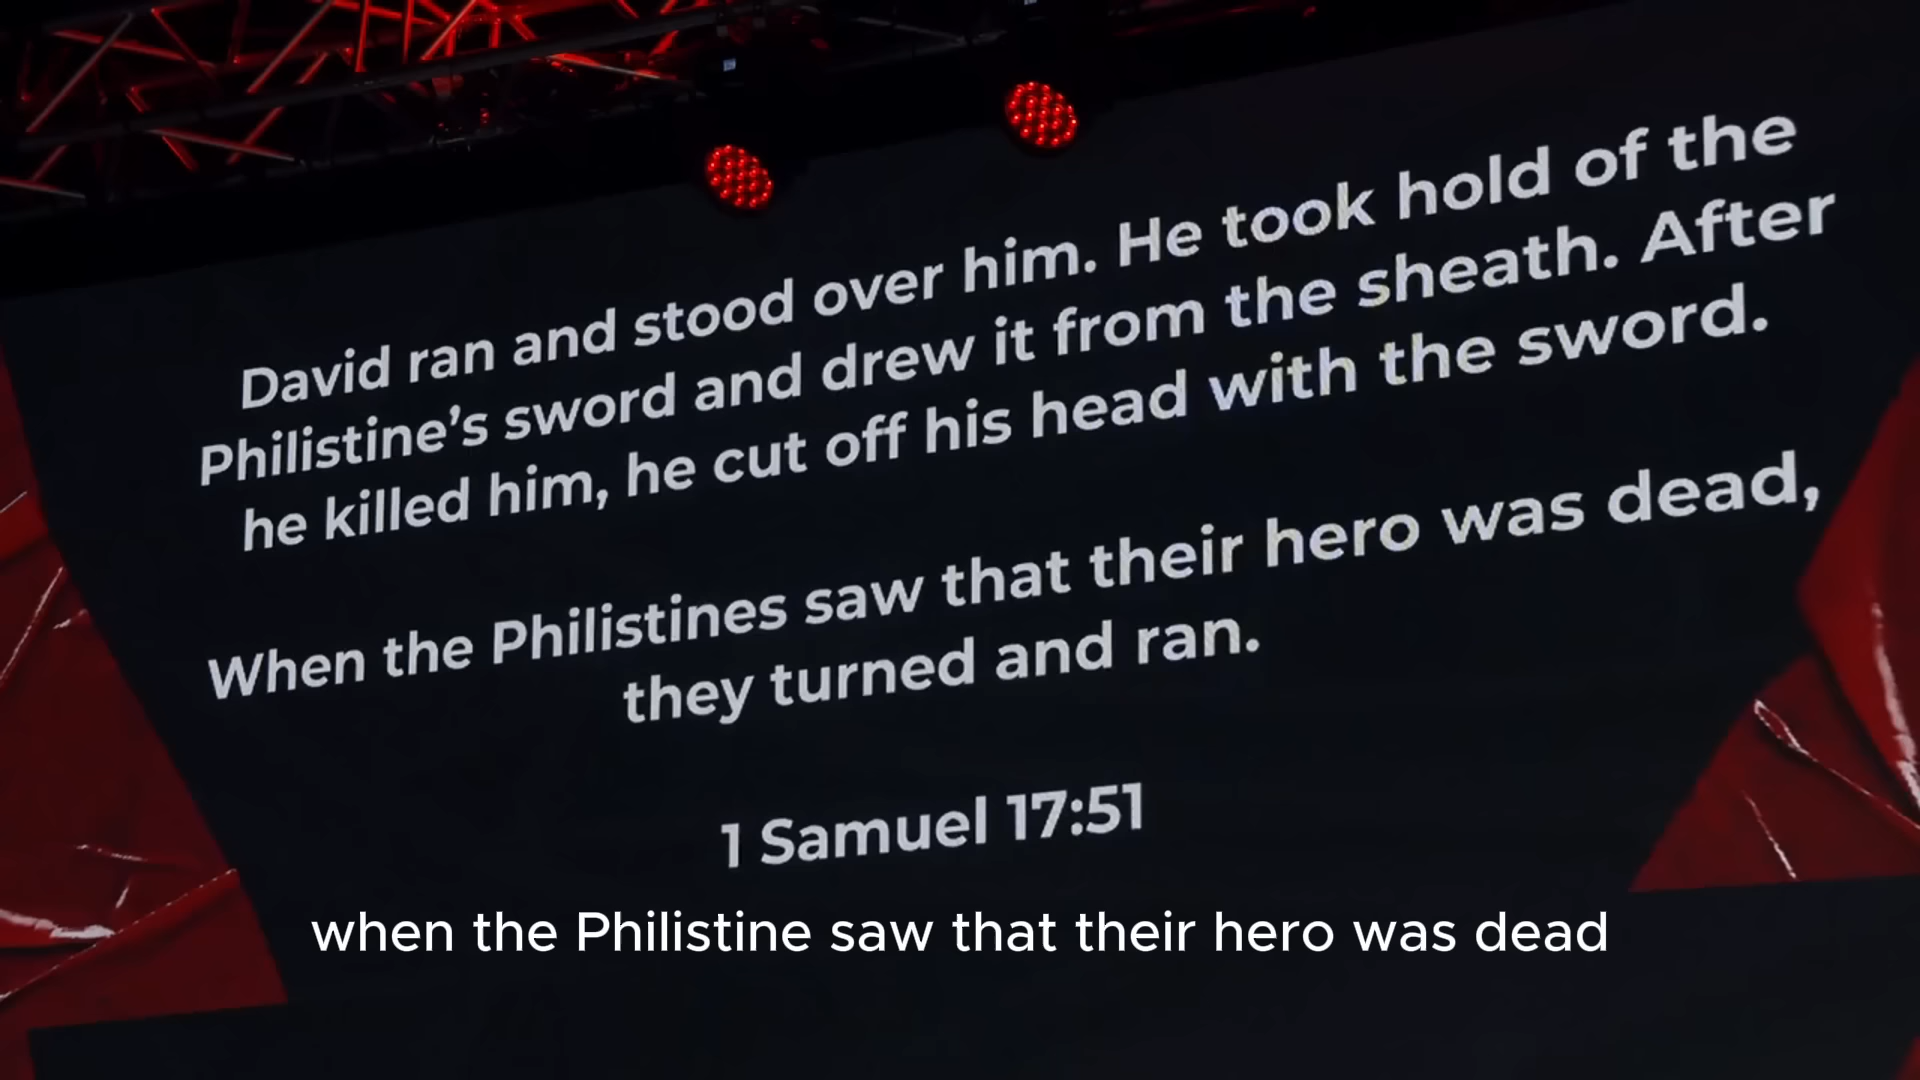 David ran and stood over him. He took hold of the
Philistine’s sword and drew it from the sheath. After
he killed him, he cut off his head with the sword.
When the Philistines saw that their hero was dead,
they turned and ran.
1 Samuel 17:51
when the Philistine saw that their hero was dead